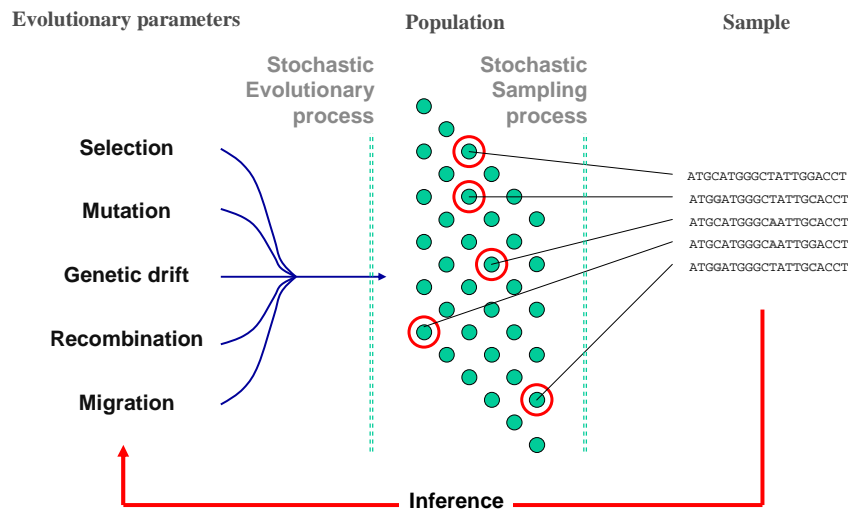 Evolutionary parameters
Population
Sample
Stochastic
Evolutionary
process
Stochastic
Sampling
process
Selection
Mutation
Genetic drift
Recombination
Migration
ATGCATGGGCTATTGGACCT
ATGGATGGGCTATTGCACCT
ATGCATGGGCAATTGCACCT
ATGCATGGGCAATTGGACCT
ATGGATGGGCTATTGCACCT
Inference